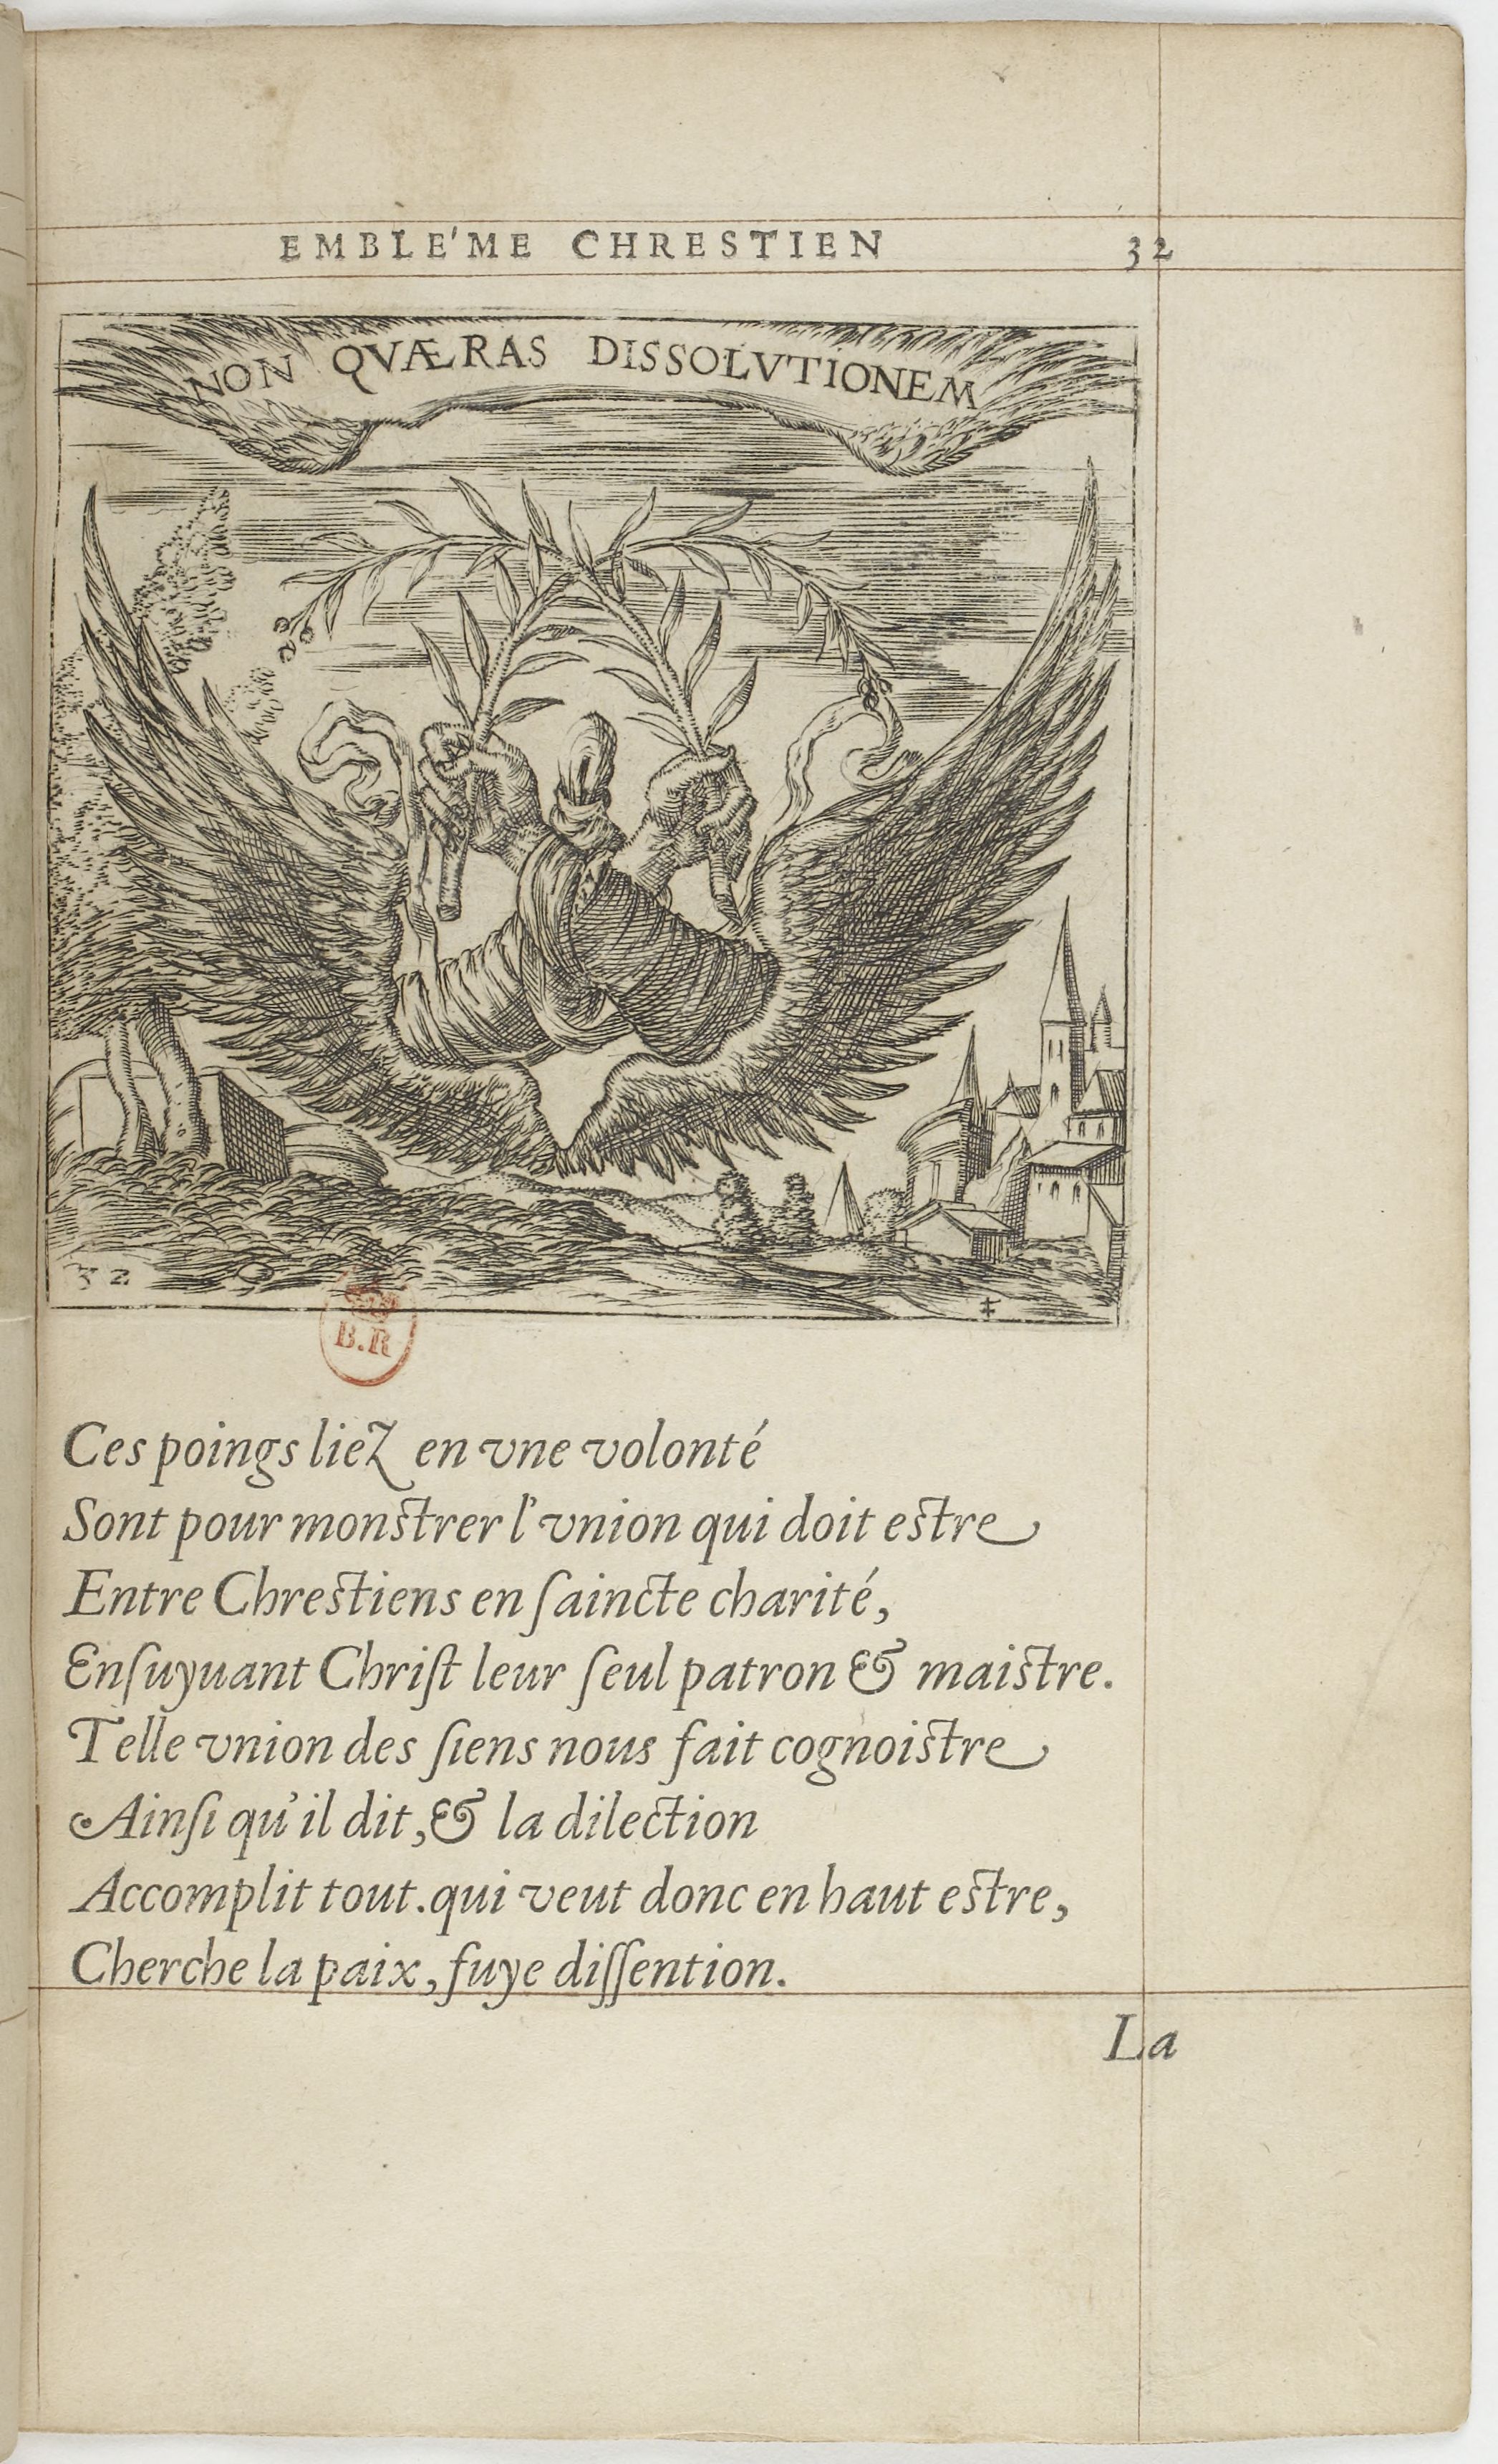 EMBLE'ME CHRESTIEN 32
NON QVÆRAS DISSOLVTIONEM
32
B.R
Ces poings liez en vne volonté
Sont pour monstrer l'vnion qui doit estre
Entre Chrestiens en ſaincte charité,
Enſuyuant Chriſt leur ſeul patron & maistre.
Telle vnion des ſiens nous fait cognoistre
Ainſi qu'il dit, & la dilection
Accomplit tout. qui veut donc en haut estre,
Cherche la paix, fuye diſſention.
La